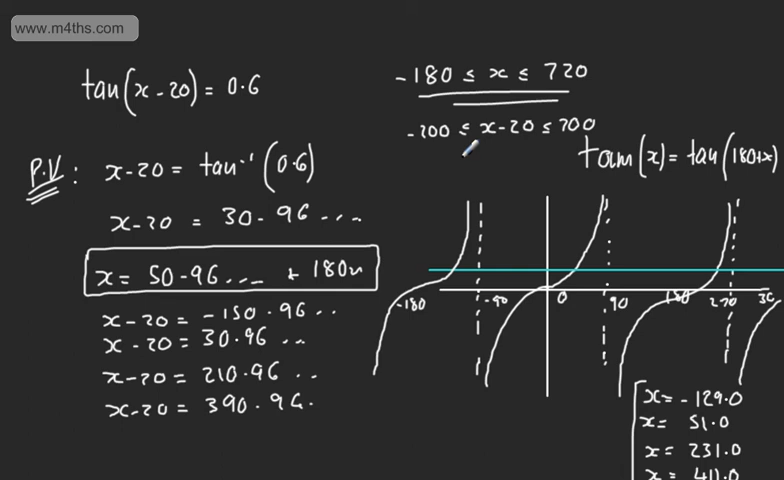 www.m4ths.com
tan(x-20) = 0.6
-180 ≤ x ≤ 720
-200 ≤ x-20 ≤ 700
tan(x) = tan(180+x)
P.V : x-20 = tan⁻¹(0.6)
x-20 = 30.96....
x = 50.96.... + 180n
x-20 = -150.96..
x-20 = 30.96...
x-20 = 210.96...
x-20 = 390.96.
-180 -90 0 90 180 270 36
x = -129.0
x = 51.0
x = 231.0
x = 411.0